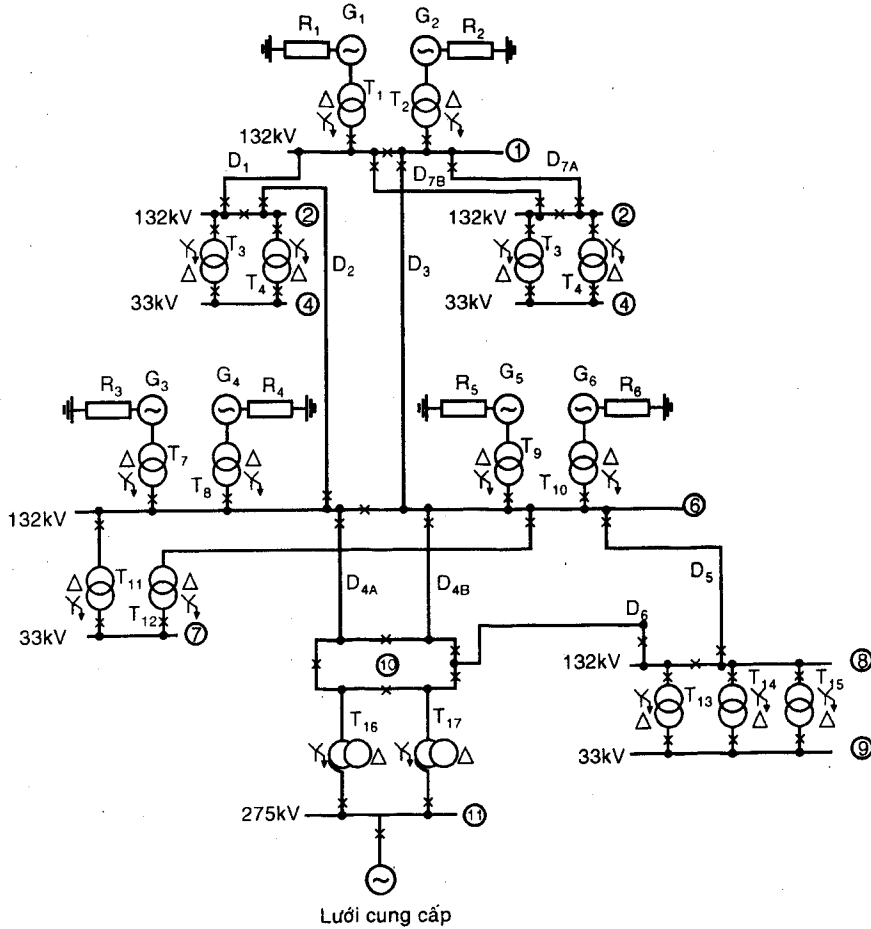 R1 G1 G2 R2
Δ T1 T2 Δ
132kV 1
D1 D7B D7A
132kV 2 132kV 2
T3 T3
Δ T4 Δ D2 D3 Δ T4 Δ
33kV 4 33kV 4
R3 G3 G4 R4 R5 G5 G6 R6
Δ T7 Δ Δ T9 Δ
T8 T10
132kV 6
Δ T11 Δ D4A D4B D5
T12 D6
33kV 7
10 132kV 8
T13 T14 T15
T16 T17 Δ Δ Δ
Δ Δ 33kV 9
275kV 11
Lưới cung cấp